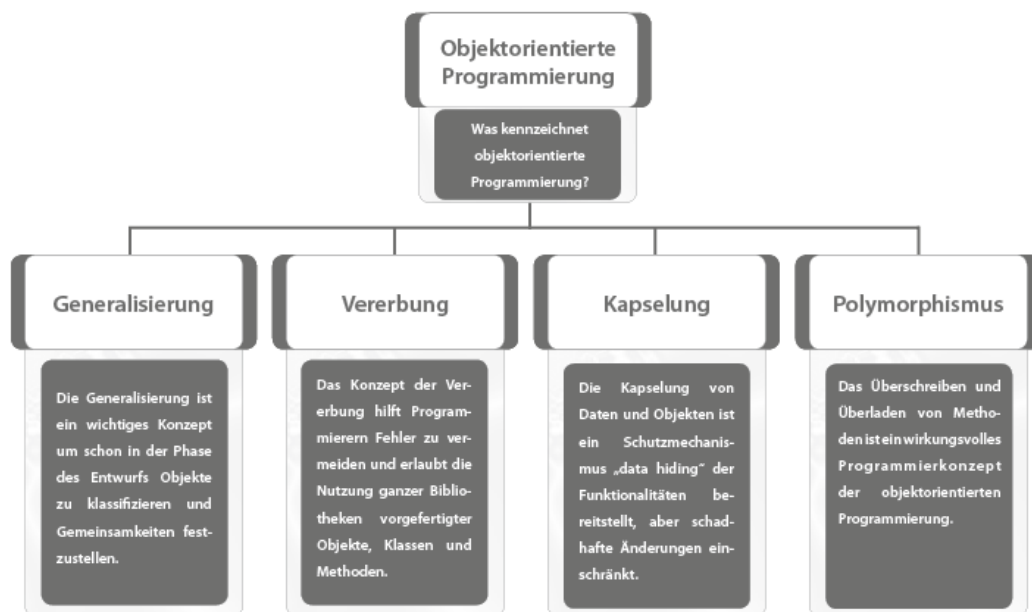 Objektorientierte
Programmierung
Was kennzeichnet
objektorientierte
Programmierung?
Generalisierung
Die Generalisierung ist
ein wichtiges Konzept
um schon in der Phase
des Entwurfs Objekte
zu klassifizieren und
Gemeinsamkeiten fest-
zustellen.
Vererbung
Das Konzept der Ver-
erbung hilft Program-
mierern Fehler zu ver-
meiden und erlaubt die
Nutzung ganzer Biblio-
theken vorgefertigter
Objekte, Klassen und
Methoden.
Kapselung
Die Kapselung von
Daten und Objekten ist
ein Schutzmechanis-
mus „data hiding“ der
Funktionalitäten be-
reitstellt, aber schad-
hafte Änderungen ein-
schränkt.
Polymorphismus
Das Überschreiben und
Überladen von Metho-
den ist ein wirkungsvolles
Programmierkonzept
der objektorientierten
Programmierung.